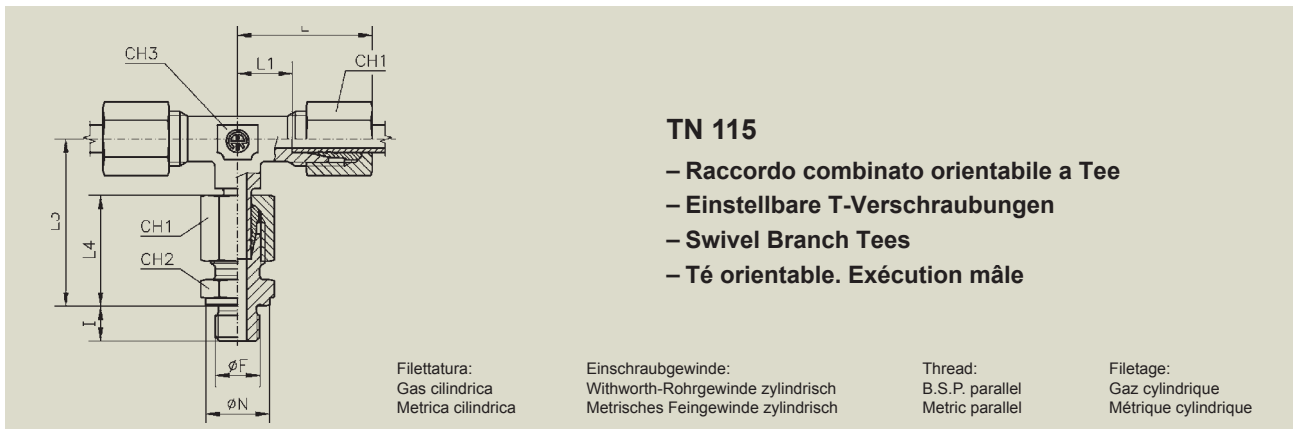 L
CH3
L1
CH1
TN 115
– Raccordo combinato orientabile a Tee
– Einstellbare T-Verschraubungen
– Swivel Branch Tees
– Té orientable. Exécution mâle
L4
CH1
CH2
I
øF
øN
Filettatura:
Gas cilindrica
Metrica cilindrica
Einschraubgewinde:
Withworth-Rohrgewinde zylindrisch
Metrisches Feingewinde zylindrisch
Thread:
B.S.P. parallel
Metric parallel
Filetage:
Gaz cylindrique
Métrique cylindrique